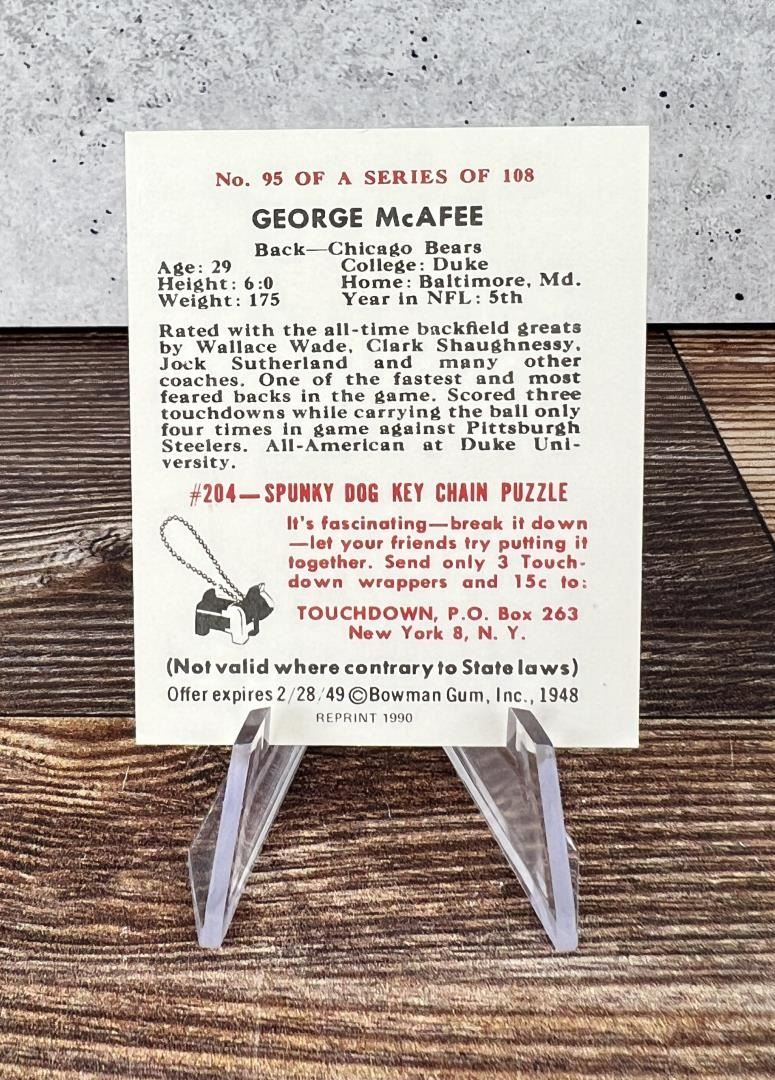 No. 95 OF A SERIES OF 108
GEORGE McAFEE
Back—Chicago Bears
Age: 29 College: Duke
Height: 6:0 Home: Baltimore, Md.
Weight: 175 Year in NFL: 5th
Rated with the all-time backfield greats
by Wallace Wade, Clark Shaughnessy,
Jock Sutherland and many other
coaches. One of the fastest and most
feared backs in the game. Scored three
touchdowns while carrying the ball only
four times in game against Pittsburgh
Steelers. All-American at Duke Uni-
versity.
#204—SPUNKY DOG KEY CHAIN PUZZLE
It's fascinating—break it down
—let your friends try putting it
together. Send only 3 Touch-
down wrappers and 15c to:
TOUCHDOWN, P.O. Box 263
New York 8, N. Y.
(Not valid where contrary to State laws)
Offer expires 2/28/49 ©Bowman Gum, Inc., 1948
REPRINT 1990